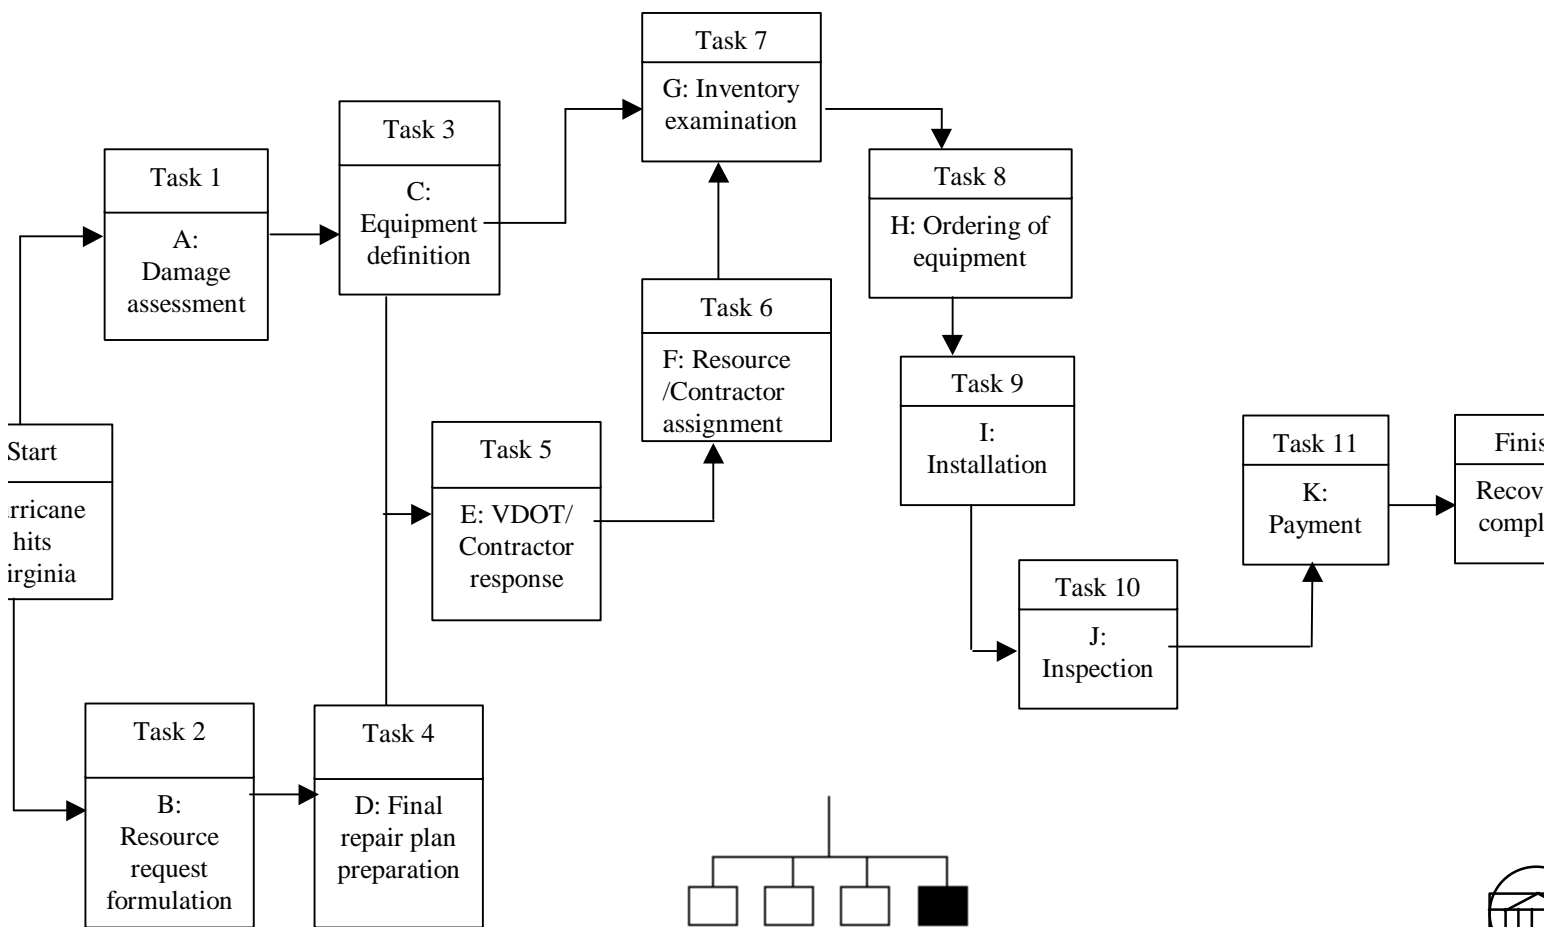 Start
hits
Task 1
A:
Damage
assessment
Task 2
B:
Resource
request
formulation
Task 3
C:
Equipment
definition
Task 4
D: Final
repair plan
preparation
Task 5
E: VDOT/
Contractor
response
Task 6
F: Resource
/Contractor
assignment
Task 7
G: Inventory
examination
Task 8
H: Ordering of
equipment
Task 9
I:
Installation
Task 10
J:
Inspection
Task 11
K:
Payment